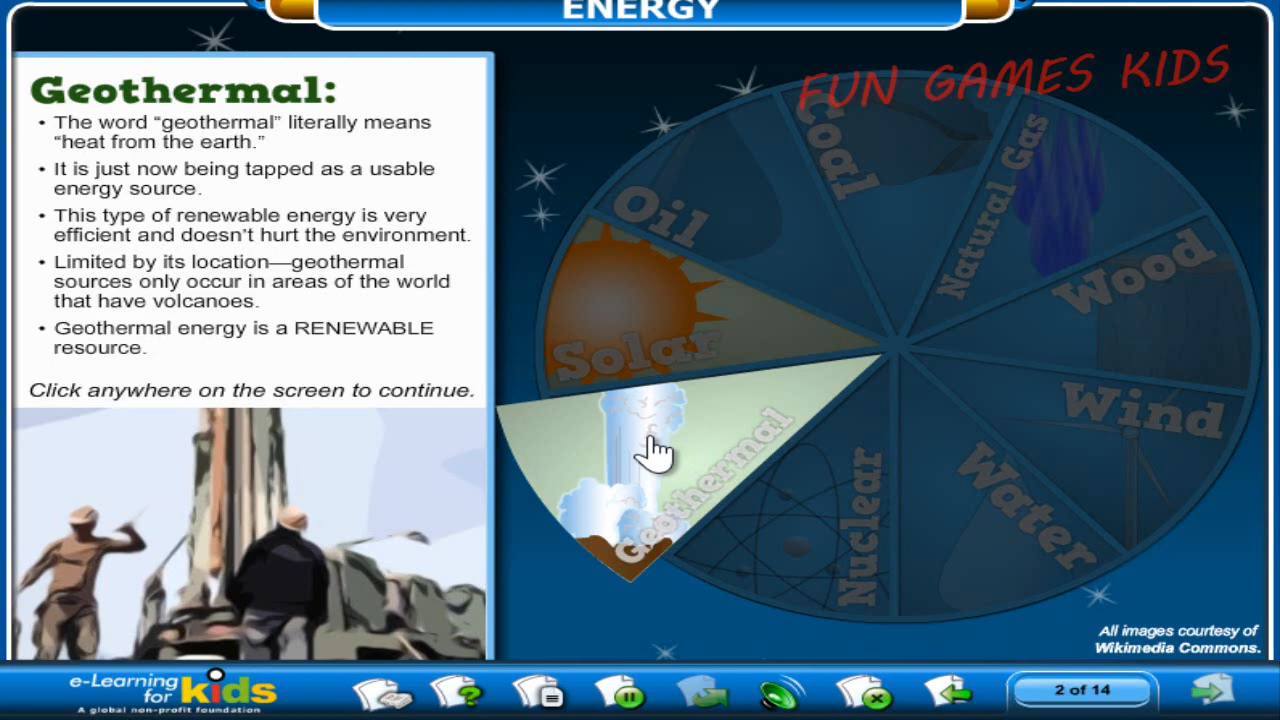 ENERGY
FUN GAMES KIDS
Geothermal:
• The word “geothermal” literally means
“heat from the earth.”
• It is just now being tapped as a usable
energy source.
• This type of renewable energy is very
efficient and doesn't hurt the environment.
• Limited by its location—geothermal
sources only occur in areas of the world
that have volcanoes.
• Geothermal energy is a RENEWABLE
resource.
Click anywhere on the screen to continue.
Coal
Natural Gas
Oil
Wood
Solar
Wind
Geothermal
Nuclear
Water
All images courtesy of
Wikimedia Commons.
e-Learning
for kids
A global non-profit foundation
2 of 14